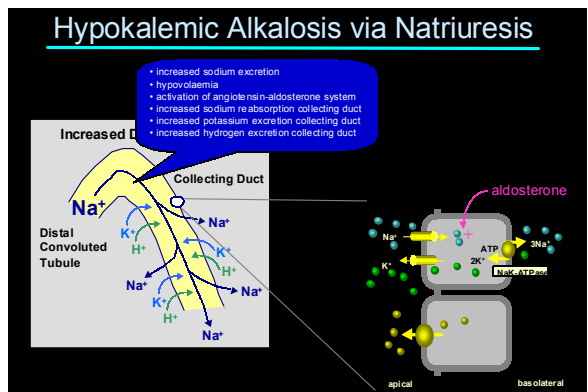 Hypokalemic Alkalosis via Natriuresis
• increased sodium excretion
• hypovolaemia
• activation of angiotensin-aldosterone system
• increased sodium reabsorption collecting duct
• increased potassium excretion collecting duct
• increased hydrogen excretion collecting duct
Increased D
Collecting Duct
Na⁺
Distal
Convoluted
Tubule
K⁺
H⁺
Na⁺
K⁺
H⁺
Na⁺
K⁺
H⁺
Na⁺
Na⁺
aldosterone
Na⁺
+
ATP
3Na⁺
K⁺
2K⁺
NaK-ATPase
apical
basolateral